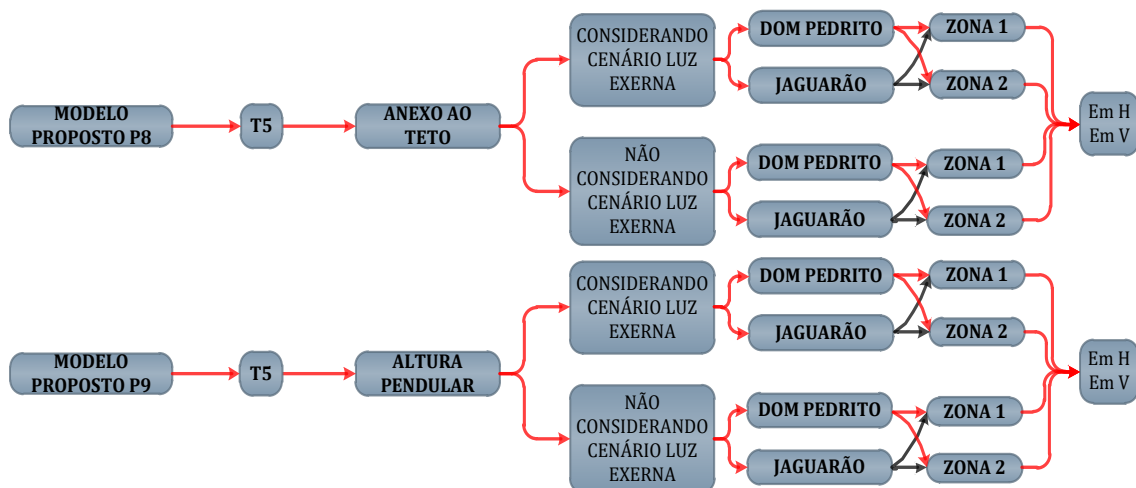 MODELO
PROPOSTO P8
T5
ANEXO AO
TETO
CONSIDERANDO
CENÁRIO LUZ
EXERNA
DOM PEDRITO
JAGUARÃO
ZONA 1
ZONA 2
NÃO
CONSIDERANDO
CENÁRIO LUZ
EXERNA
DOM PEDRITO
JAGUARÃO
ZONA 1
ZONA 2
Em H
Em V
MODELO
PROPOSTO P9
T5
ALTURA
PENDULAR
CONSIDERANDO
CENÁRIO LUZ
EXERNA
DOM PEDRITO
JAGUARÃO
ZONA 1
ZONA 2
NÃO
CONSIDERANDO
CENÁRIO LUZ
EXERNA
DOM PEDRITO
JAGUARÃO
ZONA 1
ZONA 2
Em H
Em V